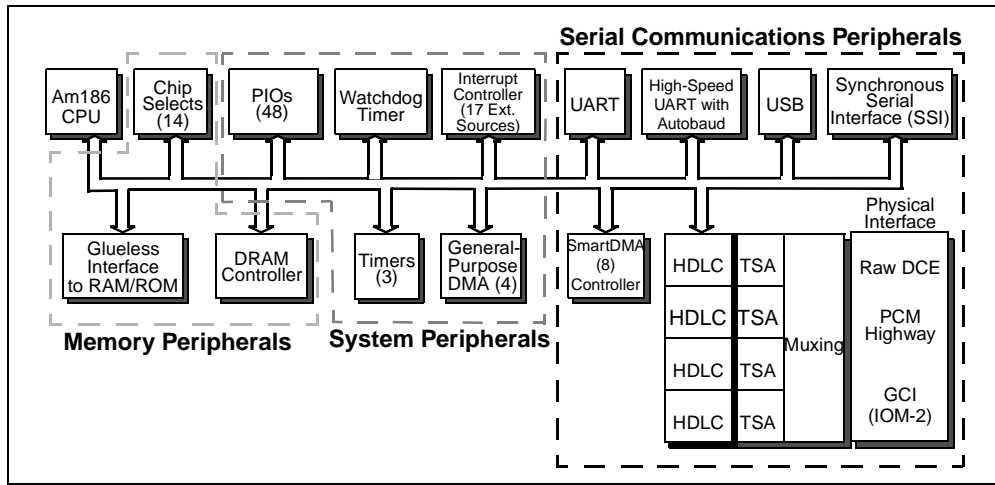 Serial Communications Peripherals
Am186
CPU
Chip
Selects
(14)
PIOs
(48)
Watchdog
Timer
Interrupt
Controller
(17 Ext.
Sources)
UART
High-Speed
UART with
Autobaud
USB
Synchronous
Serial
Interface (SSI)
Glueless
Interface
to RAM/ROM
DRAM
Controller
Timers
(3)
General-
Purpose
DMA (4)
SmartDMA
(8)
Controller
HDLC
TSA
HDLC
TSA
HDLC
TSA
HDLC
TSA
Muxing
Physical
Interface
Raw DCE
PCM
Highway
GCI
(IOM-2)
Memory Peripherals
System Peripherals